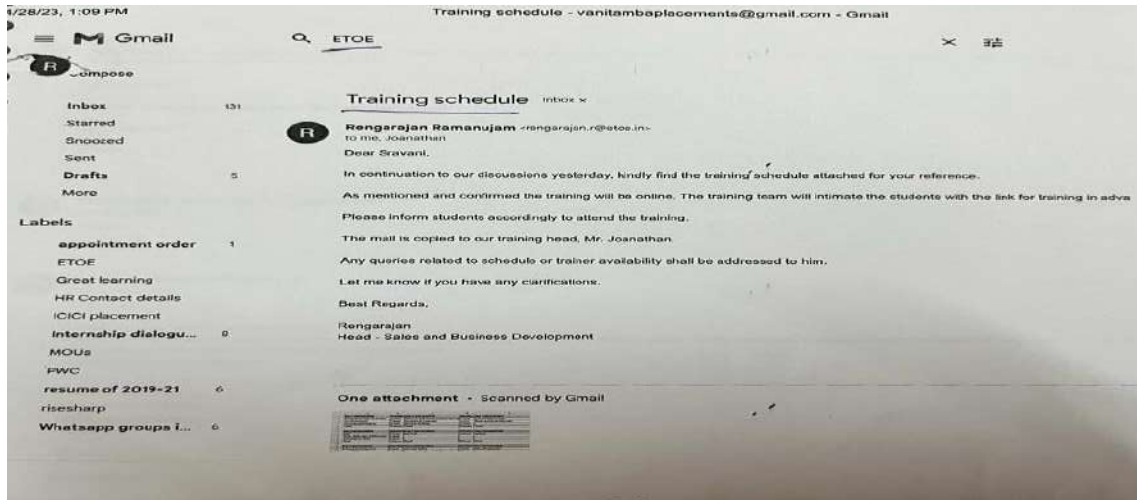 4/28/23, 1:09 PM
Training schedule - vanitambaplacements@gmail.com - Gmail
Gmail
ETOE
R
Compose
Inbox 131
Starred
Snoozed
Sent
Drafts 5
More
Labels
appointment order 1
ETOE
Great learning
HR Contact details
ICICI placement
Internship dialogu...
MOUs
PWC
resume of 2019-21 6
risesharp
Whatsapp groups i... 6
Training schedule Inbox x
R
Rengarajan Ramanujam <rengarajan.r@etoe.in>
to me, Joanathan
Dear Sravani,
In continuation to our discussions yesterday, kindly find the training schedule attached for your reference.
As mentioned and confirmed the training will be online. The training team will intimate the students with the link for training in adva
Please inform students accordingly to attend the training.
The mail is copied to our training head, Mr. Joanathan
Any queries related to schedule or trainer availability shall be addressed to him.
Let me know if you have any clarifications.
Best Regards,
Rengarajan
Head - Sales and Business Development
One attachment • Scanned by Gmail